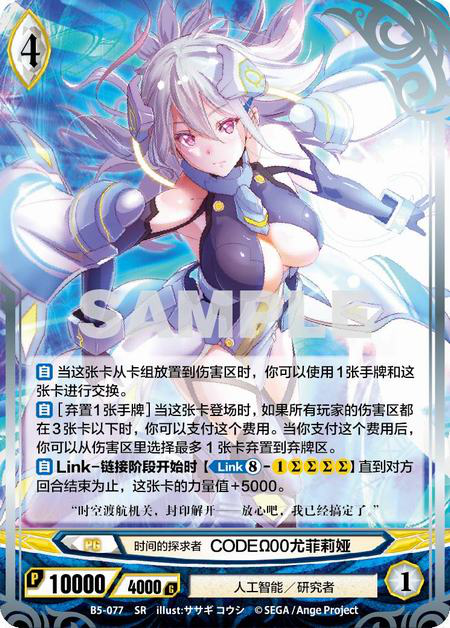 4
SAMPLE
自 当这张卡从卡组放置到伤害区时，你可以使用1张手牌和这
张卡进行交换。
自 [弃置1张手牌]当这张卡登场时，如果所有玩家的伤害区都
在3张卡以下时，你可以支付这个费用。当你支付这个费用后，
你可以从伤害区里选择最多1张卡弃置到弃牌区。
自 Link-链接阶段开始时【Link⑧-1ΣΣΣΣ】直到对方
回合结束为止，这张卡的力量值+5000。
“时空渡航机关，封印解开——放心吧，我已经搞定了。”
PG 时间的探求者 CODEΩ00尤菲莉娅
P 10000/4000 G 人工智能／研究者 1
B5-077 SR illust:ササギ コウシ ©SEGA / Ange Project